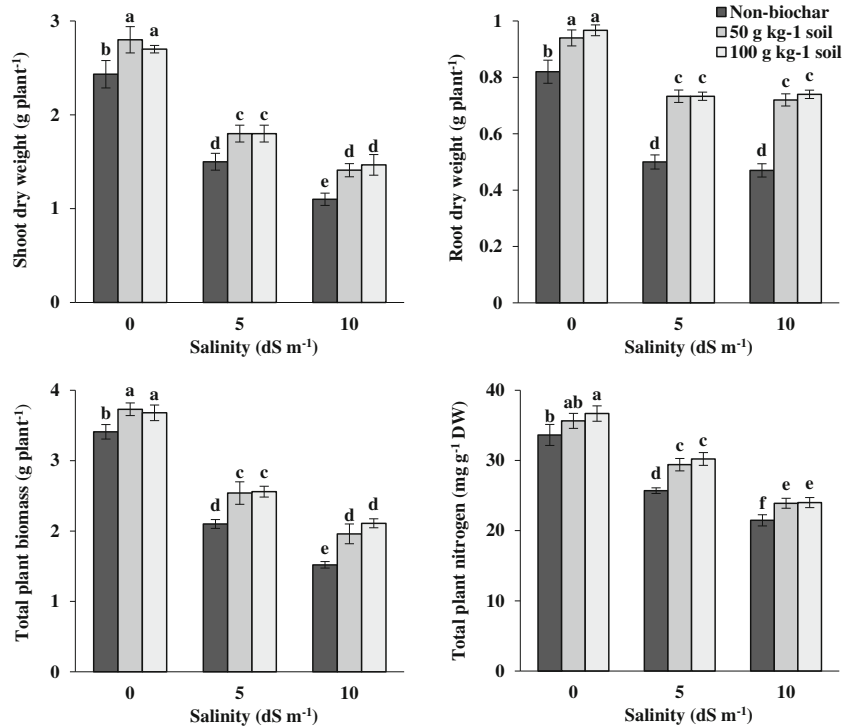 Shoot dry weight (g plant-1)
3
2
1
0
b
a
a
d
c
c
e
d
d
0
5
10
Salinity (dS m-1)
Root dry weight (g plant-1)
1
0.8
0.6
0.4
0.2
0
Non-biochar
50 g kg-1 soil
100 g kg-1 soil
b
a
a
d
c
c
d
c
c
0
5
10
Salinity (dS m-1)
Total plant biomass (g plant-1)
4
3
2
1
0
b
a
a
d
c
c
e
d
d
0
5
10
Salinity (dS m-1)
Total plant nitrogen (mg g-1 DW)
40
30
20
10
0
b
ab
a
d
c
c
f
e
e
0
5
10
Salinity (dS m-1)